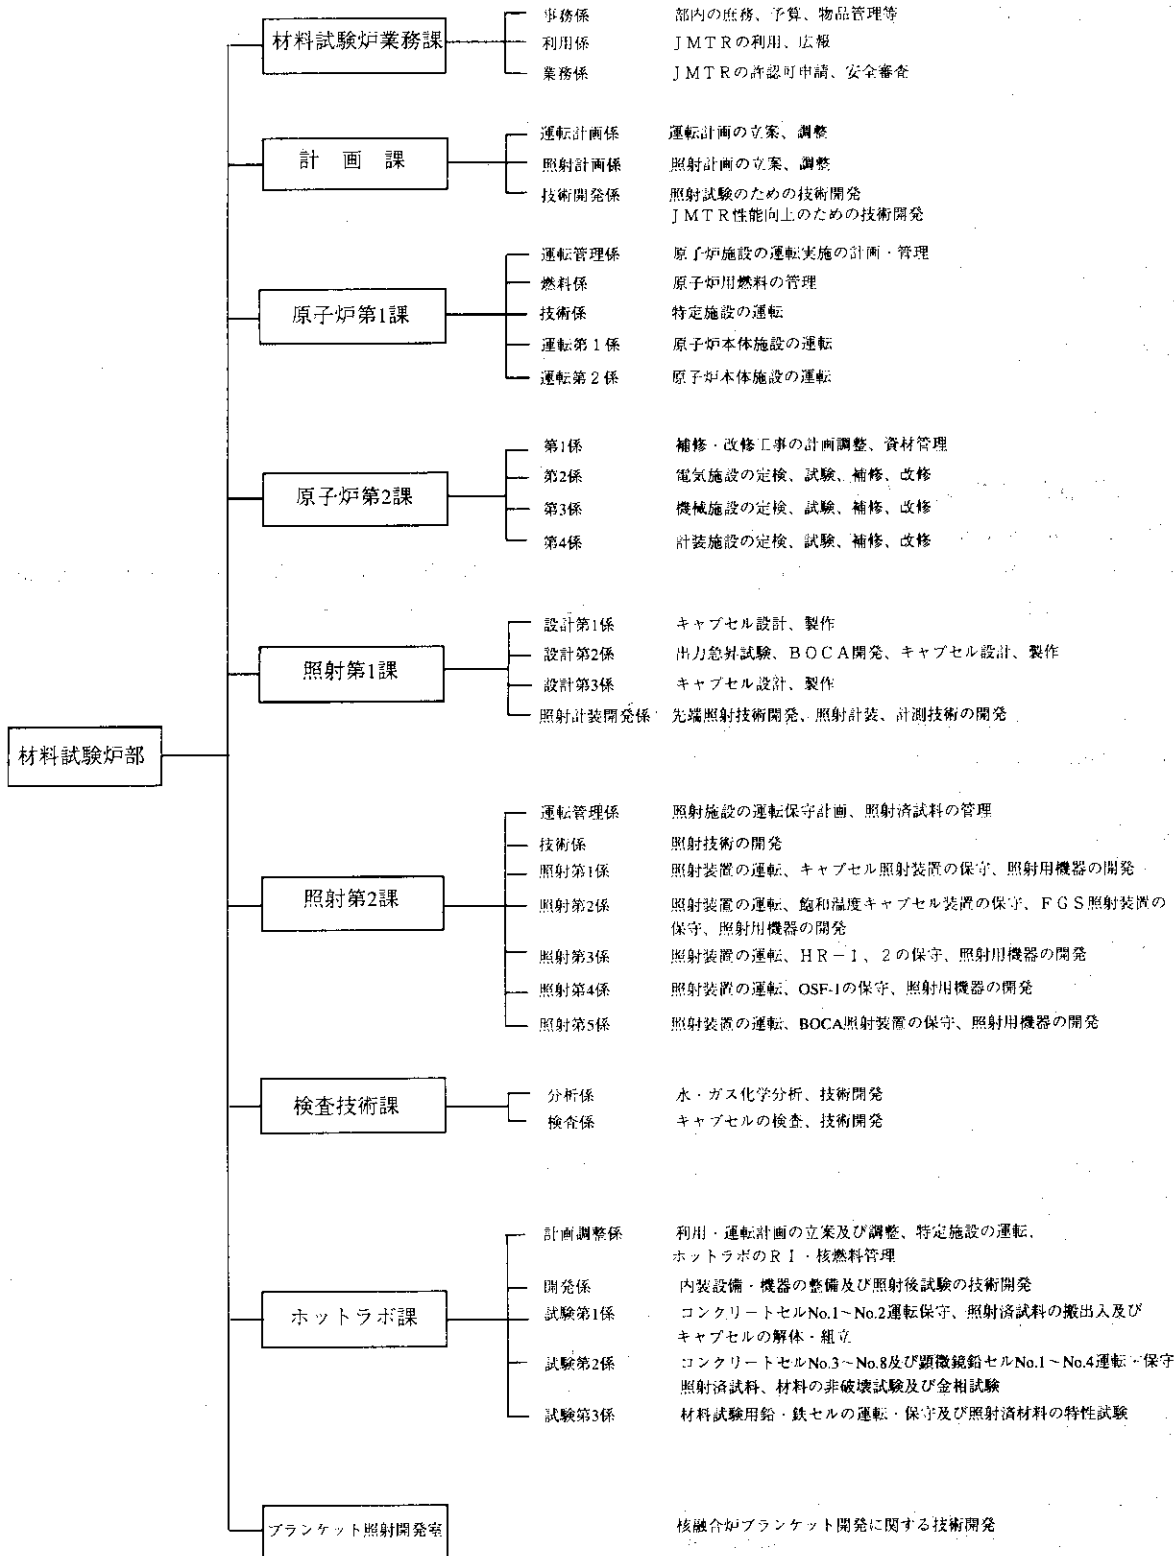 材料試験炉部
材料試験炉業務課
事務係 部内の庶務、予算、物品管理等
利用係 JMTRの利用、広報
業務係 JMTRの許認可申請、安全審査
計画課
運転計画係 運転計画の立案、調整
照射計画係 照射計画の立案、調整
技術開発係 照射試験のための技術開発
JMTR性能向上のための技術開発
原子炉第1課
運転管理係 原子炉施設の運転実施の計画・管理
燃料係 原子炉用燃料の管理
技術係 特定施設の運転
運転第1係 原子炉本体施設の運転
運転第2係 原子炉本体施設の運転
原子炉第2課
第1係 補修・改修工事の計画調整、資材管理
第2係 電気施設の定検、試験、補修、改修
第3係 機械施設の定検、試験、補修、改修
第4係 計装施設の定検、試験、補修、改修
照射第1課
設計第1係 キャプセル設計、製作
設計第2係 出力急昇試験、BOCA開発、キャプセル設計、製作
設計第3係 キャプセル設計、製作
照射計装開発係 先端照射技術開発、照射計装、計測技術の開発
照射第2課
運転管理係 照射施設の運転保守計画、照射済試料の管理
技術係 照射技術の開発
照射第1係 照射装置の運転、キャプセル照射装置の保守、照射用機器の開発
照射第2係 照射装置の運転、飽和温度キャプセル装置の保守、FGS照射装置の
保守、照射用機器の開発
照射第3係 照射装置の運転、HR-1、2の保守、照射用機器の開発
照射第4係 照射装置の運転、OSF-1の保守、照射用機器の開発
照射第5係 照射装置の運転、BOCA照射装置の保守、照射用機器の開発
検査技術課
分析係 水・ガス化学分析、技術開発
検査係 キャプセルの検査、技術開発
ホットラボ課
計画調整係 利用・運転計画の立案及び調整、特定施設の運転、
ホットラボのRI・核燃料管理
開発係 内装設備・機器の整備及び照射後試験の技術開発
試験第1係 コンクリートセルNo.1~No.2運転保守、照射済試料の搬出入及び
キャプセルの解体・組立
試験第2係 コンクリートセルNo.3~No.8及び顕微鏡鉛セルNo.1~No.4運転・保守
照射済試料、材料の非破壊試験及び金相試験
試験第3係 材料試験用鉛・鉄セルの運転・保守及び照射済材料の特性試験
ブランケット照射開発室
核融合炉ブランケット開発に関する技術開発